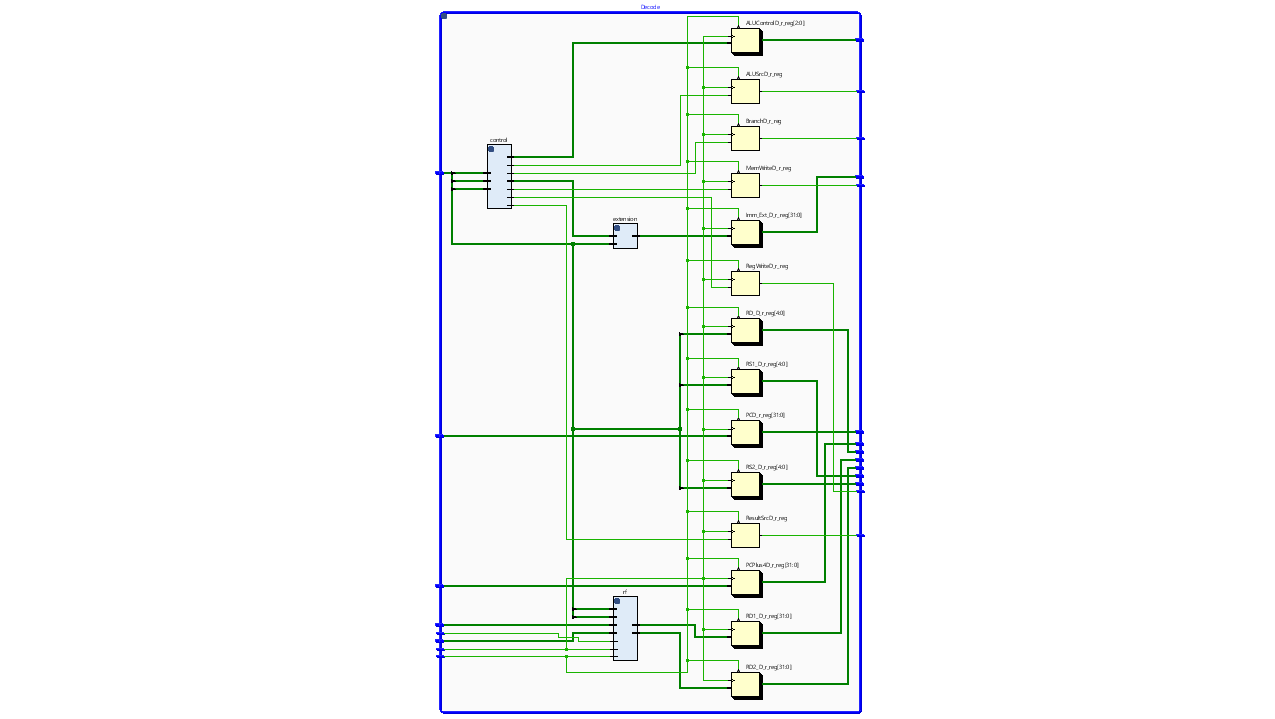 Decode
ALUControlD_r_reg[2:0]
ALUSrcD_r_reg
BranchD_r_reg
control
MemWriteD_r_reg
Imm_Ext_D_r_reg[31:0]
extension
RegWriteD_r_reg
RD_D_r_reg[4:0]
RS1_D_r_reg[4:0]
PCD_r_reg[31:0]
RS2_D_r_reg[4:0]
ResultSrcD_r_reg
PCPlus4D_r_reg[31:0]
rf
RD1_D_r_reg[31:0]
RD2_D_r_reg[31:0]